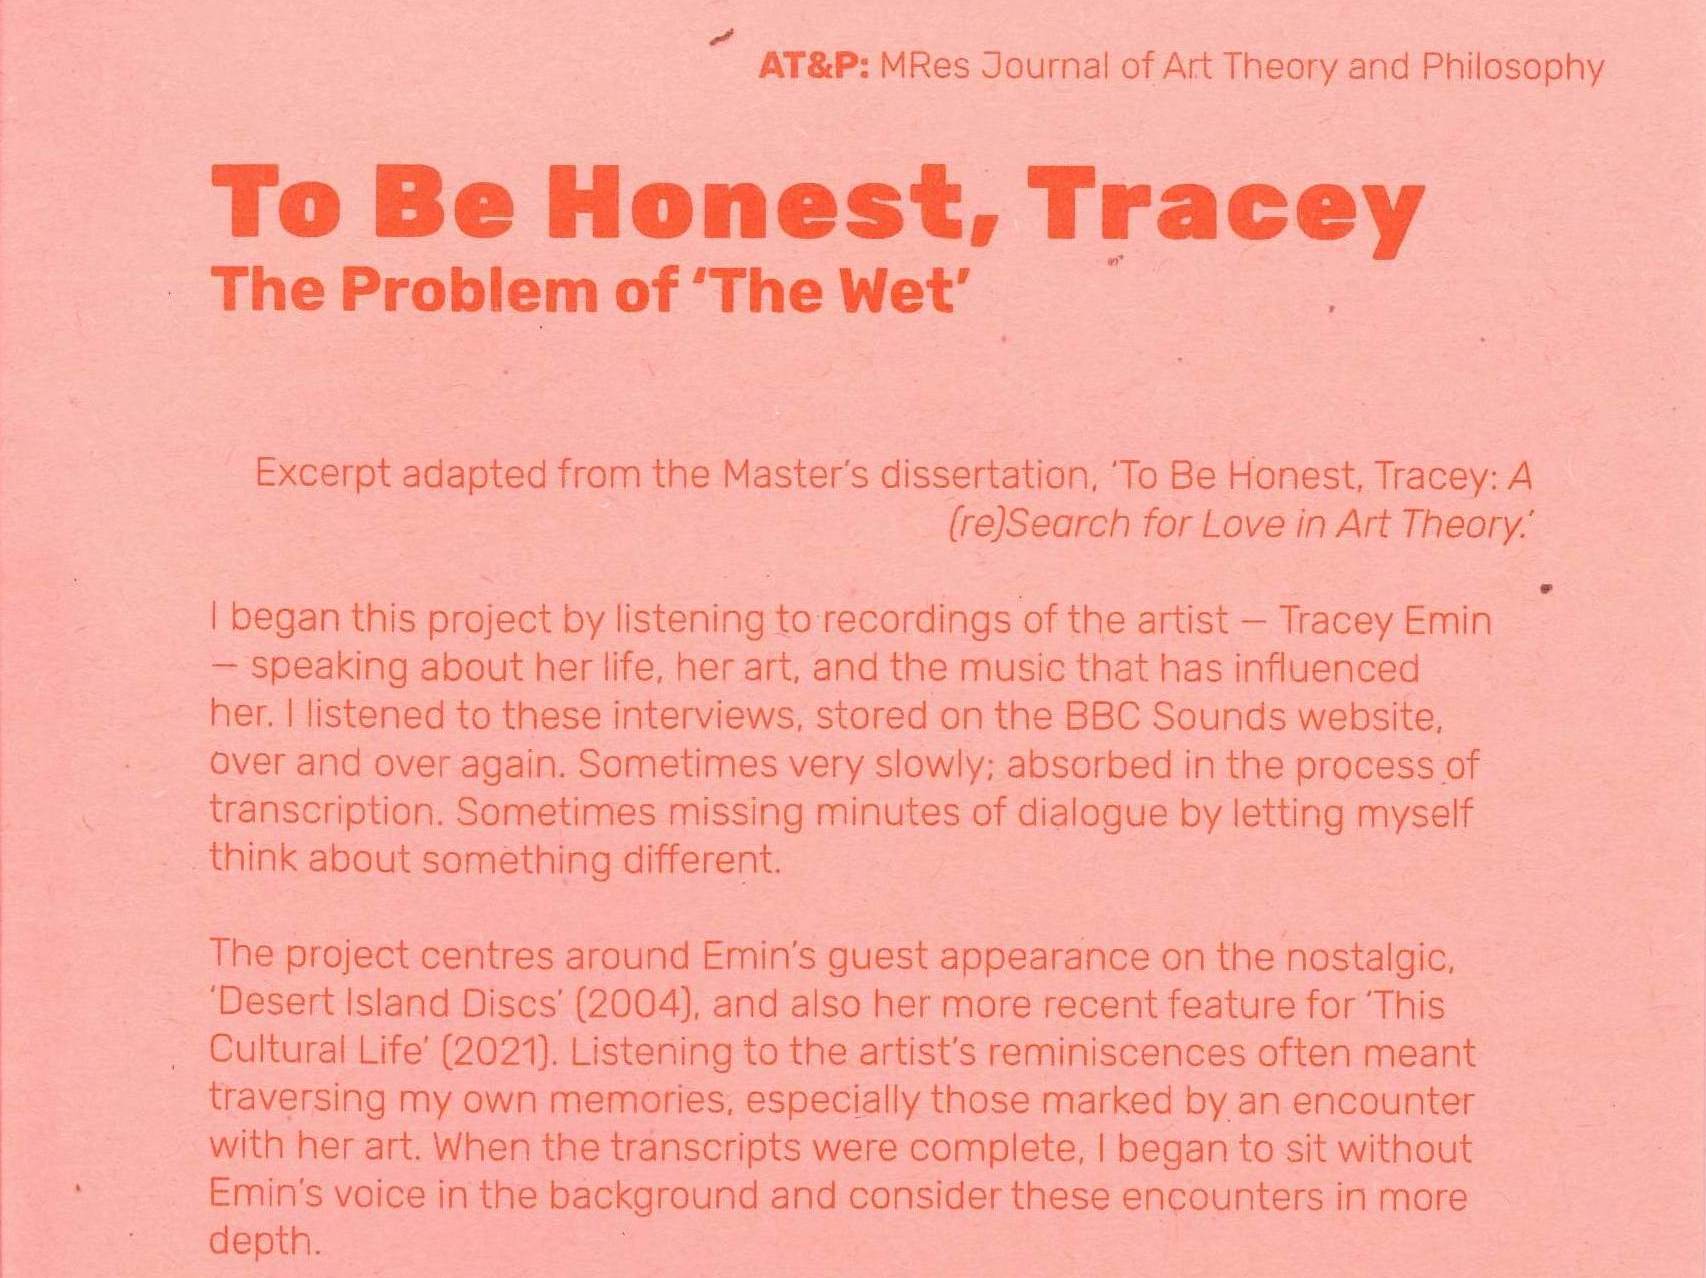 AT&P: MRes Journal of Art Theory and Philosophy
To Be Honest, Tracey
The Problem of ‘The Wet’
Excerpt adapted from the Master’s dissertation, ‘To Be Honest, Tracey: A
(re)Search for Love in Art Theory.’
I began this project by listening to recordings of the artist — Tracey Emin
— speaking about her life, her art, and the music that has influenced
her. I listened to these interviews, stored on the BBC Sounds website,
over and over again. Sometimes very slowly; absorbed in the process of
transcription. Sometimes missing minutes of dialogue by letting myself
think about something different.
The project centres around Emin’s guest appearance on the nostalgic,
‘Desert Island Discs’ (2004), and also her more recent feature for ‘This
Cultural Life’ (2021). Listening to the artist’s reminiscences often meant
traversing my own memories, especially those marked by an encounter
with her art. When the transcripts were complete, I began to sit without
Emin’s voice in the background and consider these encounters in more
depth.